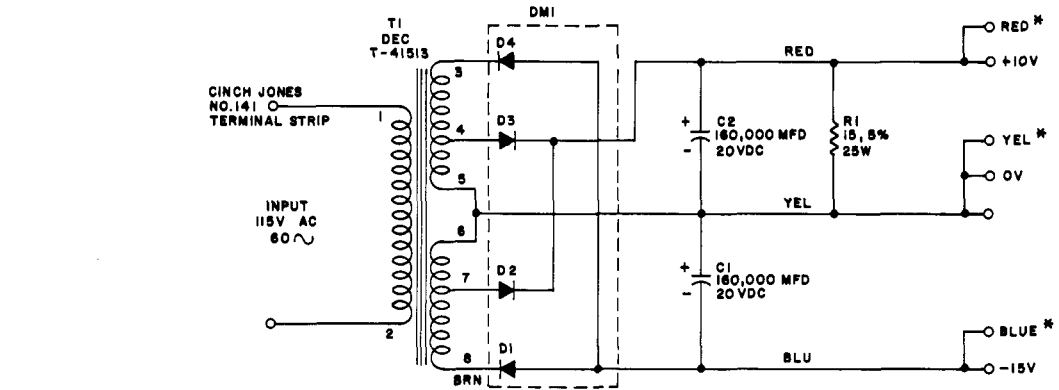 DM1
T1
DEC
T-41513
D4
3
RED
RED *
+10V
CINCH JONES
NO.141
TERMINAL STRIP
1
4
D3
+
-
C2
160,000 MFD
20VDC
R1
15, 5%
25W
YEL *
0V
5
YEL
INPUT
115V AC
60~
6
7
D2
+
-
C1
160,000 MFD
20VDC
2
8
BRN
D1
BLU
BLUE *
-15V